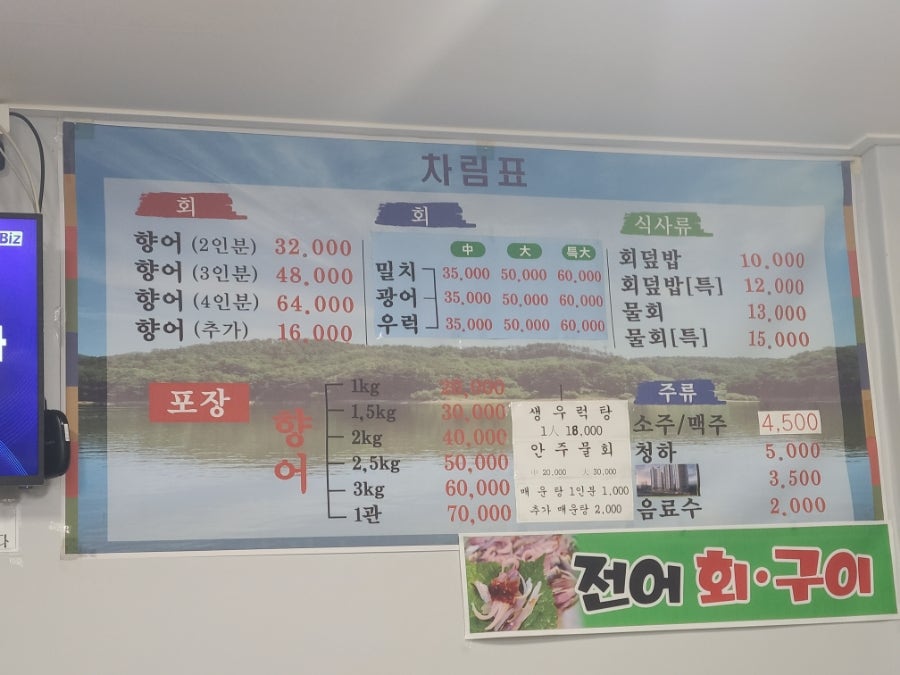 차림표
회
향어 (2인분) 32.000
향어 (3인분) 48.000
향어 (4인분) 64.000
향어 (추가) 16.000
회
中 大 特大
밀치 35,000 50,000 60,000
광어 35,000 50,000 60,000
우럭 35,000 50,000 60,000
식사류
회덮밥 10.000
회덮밥[특] 12,000
물회 13,000
물회[특] 15,000
포장
향어
1kg
1,5kg 30,000
2kg 40,000
2,5kg 50,000
3kg 60,000
1관 70,000
생 우 럭 탕
1人 18.000
안 주 물 회
中 20,000 大 30,000
매 운 탕 1인분 1.000
추가 매운탕 2,000
주류
소주/맥주 4,500
청하 5,000
3,500
음료수 2,000
전어 회·구이
Biz
다